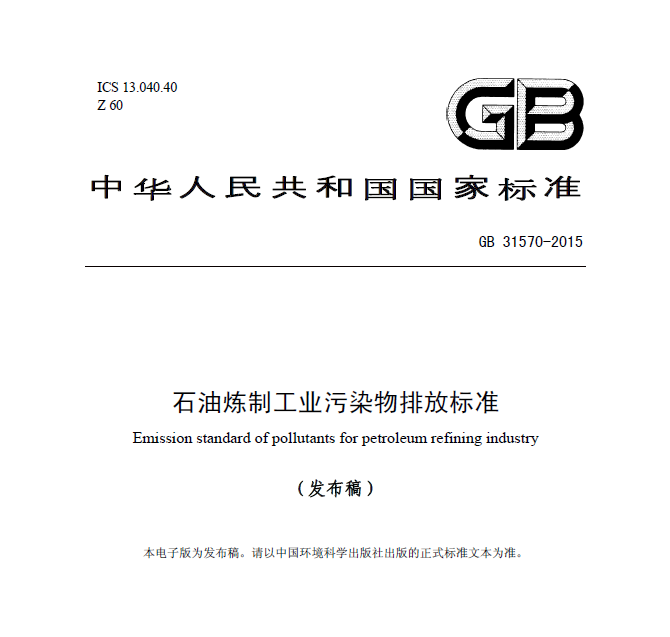 ICS 13.040.40
Z 60
GB
中华人民共和国国家标准
GB 31570-2015
石油炼制工业污染物排放标准
Emission standard of pollutants for petroleum refining industry
（发布稿）
本电子版为发布稿。请以中国环境科学出版社出版的正式标准文本为准。